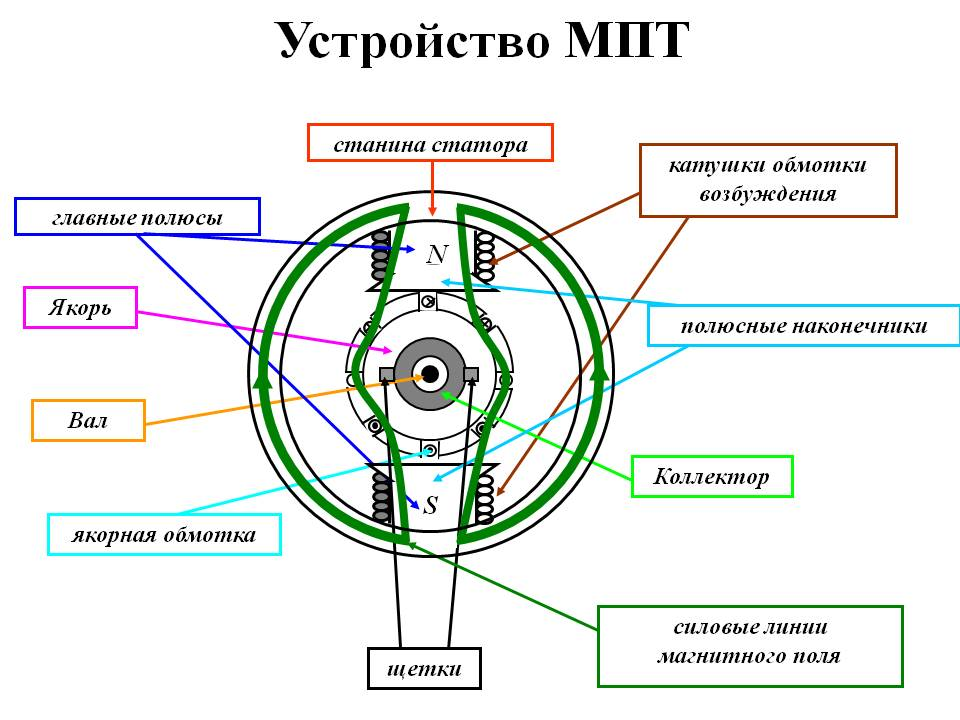 Устройство МПТ
станина статора
катушки обмотки
возбуждения
главные полюсы
N
Якорь
полюсные наконечники
Вал
Коллектор
S
якорная обмотка
силовые линии
магнитного поля
щетки